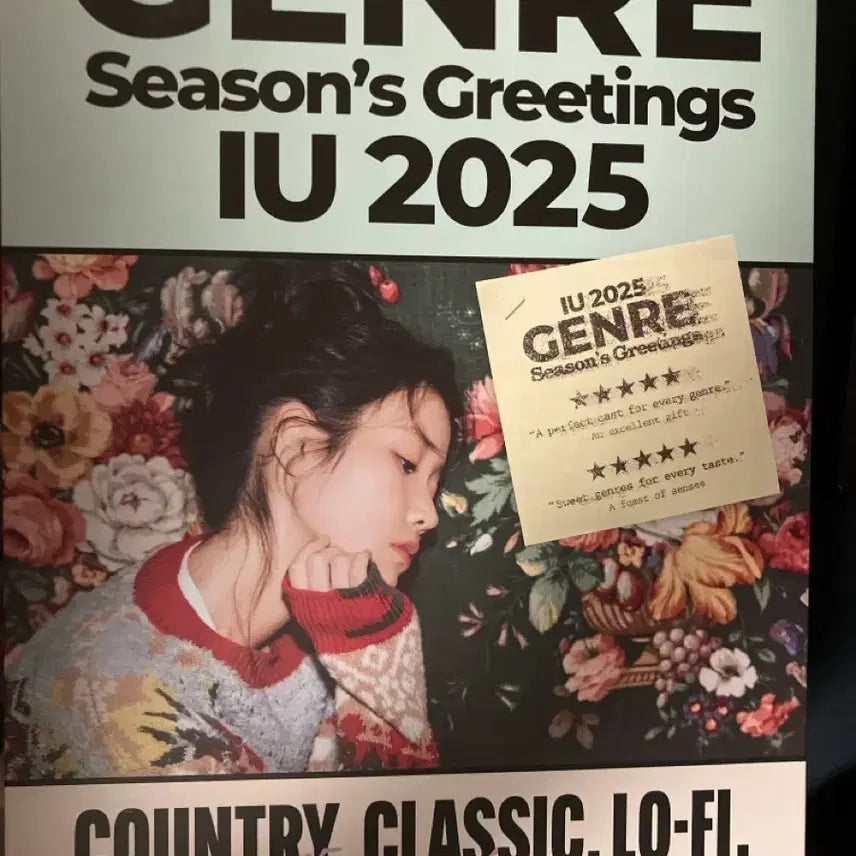 GENRE
Season's Greetings
IU 2025
IU 2025
GENRE
Season's Greetings
★★★★★
"A perfect cast for every genre."
An excellent gift
★★★★★
"Sweet genres for every taste."
A feast of senses
COUNTRY, CLASSIC, LO-FI,